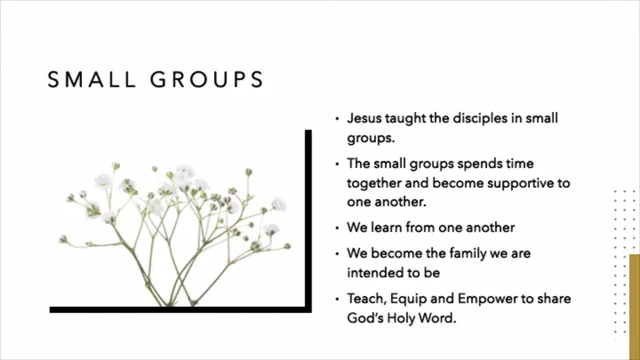 SMALL GROUPS
• Jesus taught the disciples in small
groups.
• The small groups spends time
together and become supportive to
one another.
• We learn from one another
• We become the family we are
intended to be
• Teach, Equip and Empower to share
God's Holy Word.